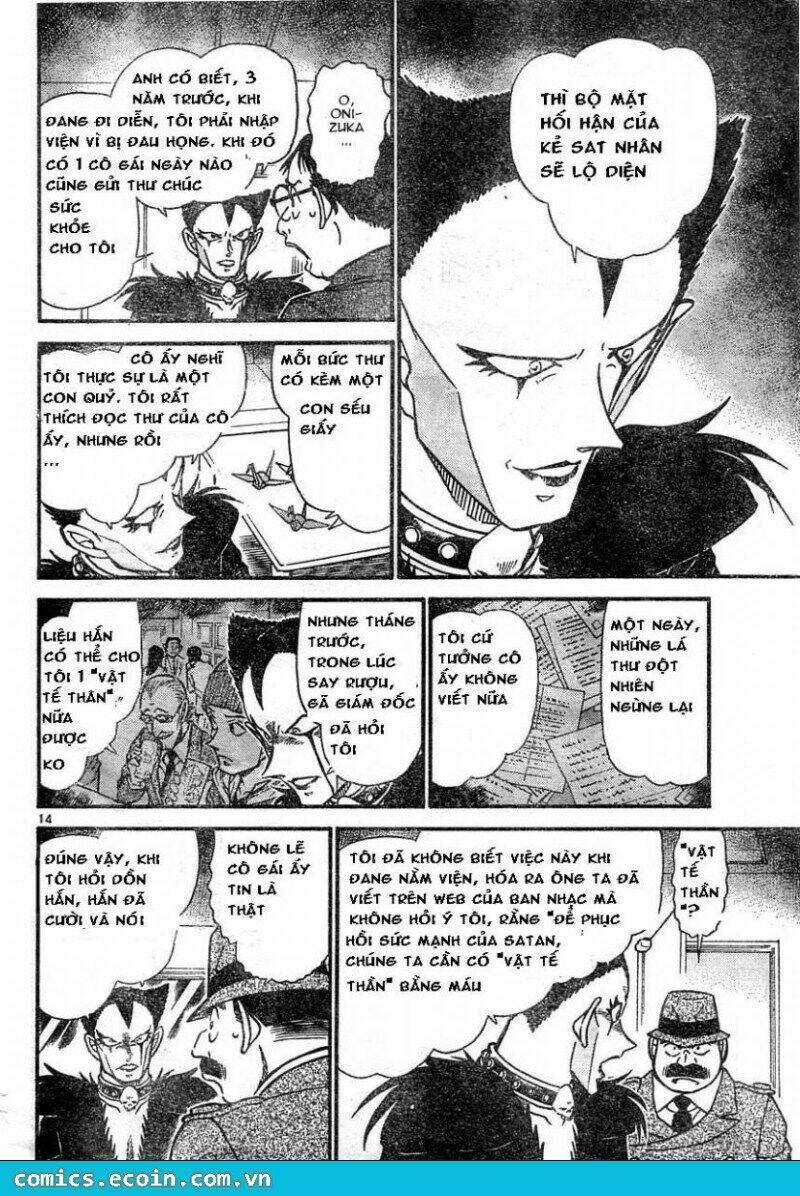 THÌ BỘ MẶT
HỐI HẬN CỦA
KẺ SAT NHÂN
SẼ LỘ DIỆN
O,
ONI-
ZUKA
...
ANH CÓ BIẾT, 3
NĂM TRƯỚC, KHI
ĐANG ĐI DIỄN, TÔI PHẢI NHẬP
VIỆN VÌ BỊ ĐAU HỌNG. KHI ĐÓ
CÓ 1 CÔ GÁI NGÀY NÀO
CŨNG GỬI THƯ CHÚC
SỨC
KHỎE
CHO TÔI
MỖI BỨC THƯ
CÓ KÈM MỘT
CON SẾU
GIẤY
CÔ ẤY NGHĨ
TÔI THỰC SỰ LÀ MỘT
CON QUỶ. TÔI RẤT
THÍCH ĐỌC THƯ CỦA CÔ
ẤY, NHƯNG RỒI
...
MỘT NGÀY,
NHỮNG LÁ
THƯ ĐỘT
NHIÊN
NGỪNG LẠI
TÔI CỨ
TƯỞNG CÔ
ẤY KHÔNG
VIẾT NỮA
NHƯNG THÁNG
TRƯỚC,
TRONG LÚC
SAY RƯỢU,
GÃ GIÁM ĐỐC
ĐÃ HỎI
TÔI
LIỆU HẮN
CÓ THỂ CHO
TÔI 1 "VẬT
TẾ THÂN"
NỮA
ĐƯỢC
KO
14
"VẬT
TẾ
THẦN
"?
TÔI ĐÃ KHÔNG BIẾT VIỆC NÀY KHI
ĐANG NẰM VIỆN, HÓA RA ÔNG TA ĐÃ
VIẾT TRÊN WEB CỦA BAN NHẠC MÀ
KHÔNG HỎI Ý TÔI, RẰNG "ĐỂ PHỤC
HỒI SỨC MẠNH CỦA SATAN,
CHÚNG TA CẦN CÓ "VẬT TẾ
THẦN" BẰNG MÁU
KHÔNG LẼ
CÔ GÁI ẤY
TIN LÀ
THẬT
ĐÚNG VẬY, KHI
TÔI HỎI DỒN
HẮN, HẮN ĐÃ
CƯỜI VÀ NÓI
comics.ecoin.com.vn